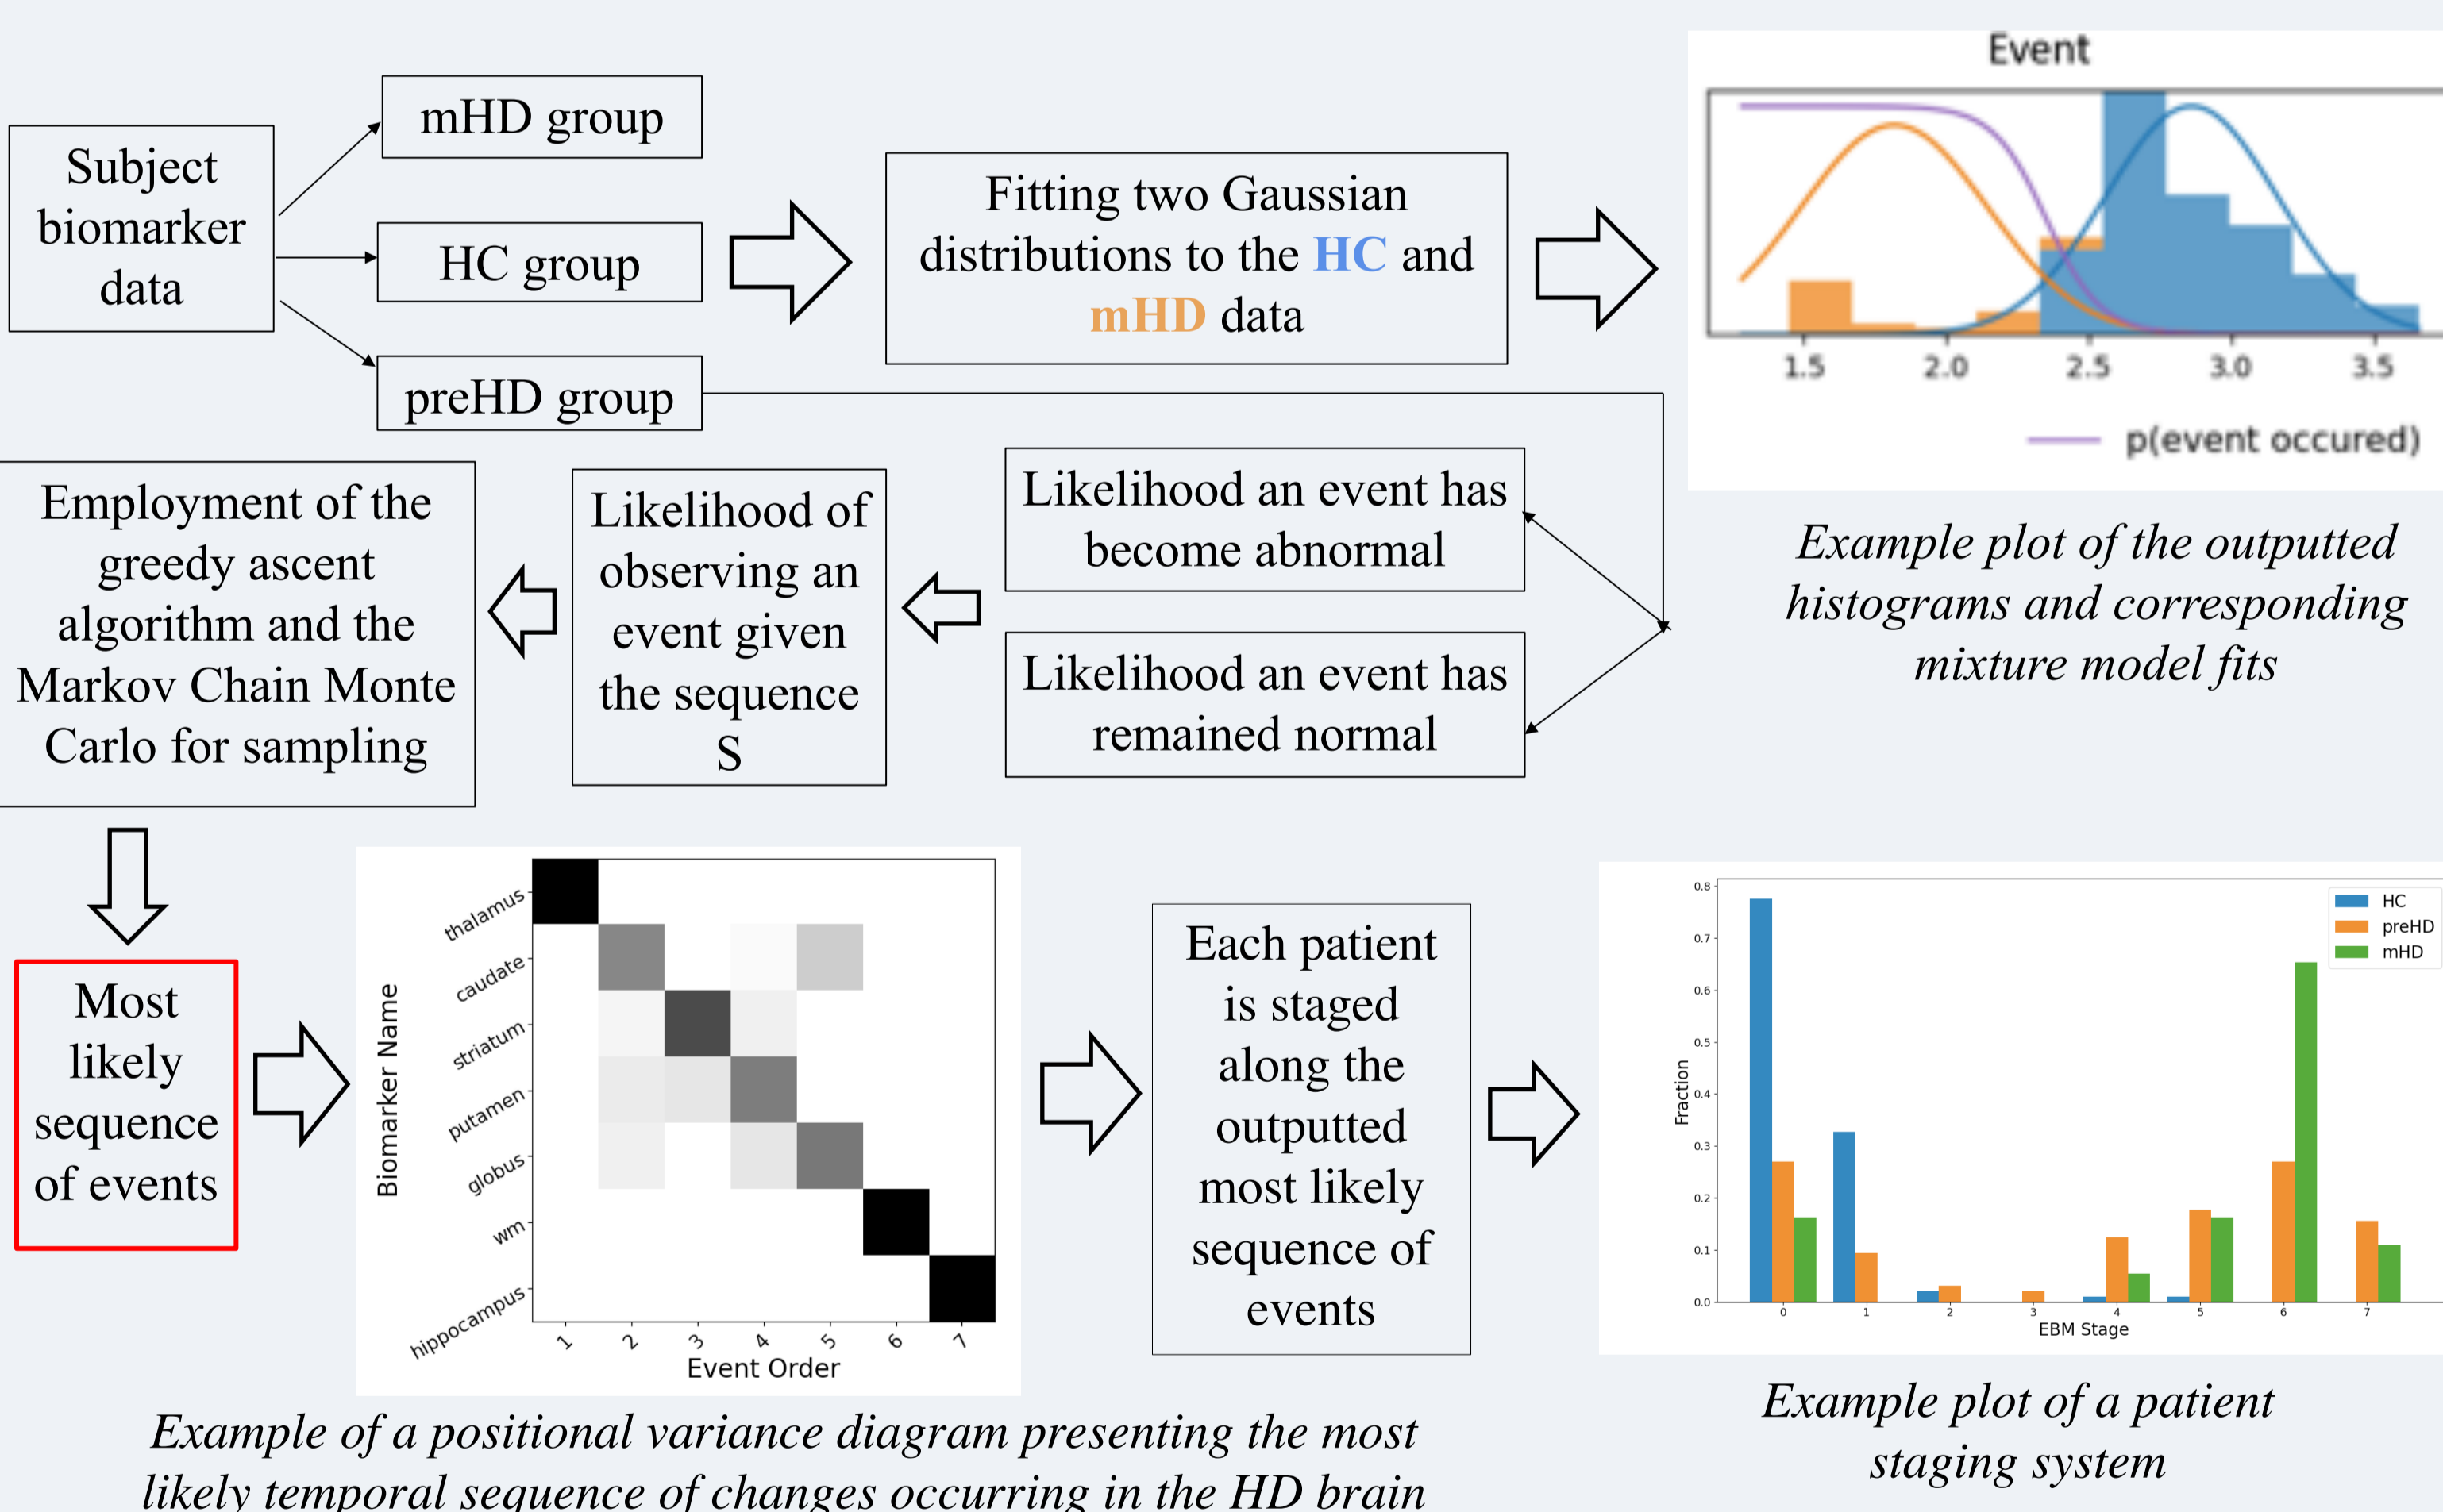 Subject
biomarker
data
mHD group
HC group
preHD group
Fitting two Gaussian
distributions to the HC and
mHD data
Event
1.5 2.0 2.5 3.0 3.5
p(event occured)
Example plot of the outputted
histograms and corresponding
mixture model fits
Likelihood an event has
become abnormal
Likelihood an event has
remained normal
Likelihood of
observing an
event given
the sequence
S
Employment of the
greedy ascent
algorithm and the
Markov Chain Monte
Carlo for sampling
Most
likely
sequence
of events
Biomarker Name
thalamus
caudate
striatum
putamen
globus
wm
hippocampus
1 2 3 4 5 6 7
Event Order
Example of a positional variance diagram presenting the most
likely temporal sequence of changes occurring in the HD brain
Each patient
is staged
along the
outputted
most likely
sequence of
events
Fraction
0.8
0.7
0.6
0.5
0.4
0.3
0.2
0.1
0.0
HC
preHD
mHD
0 1 2 3 4 5 6 7
EBM Stage
Example plot of a patient
staging system